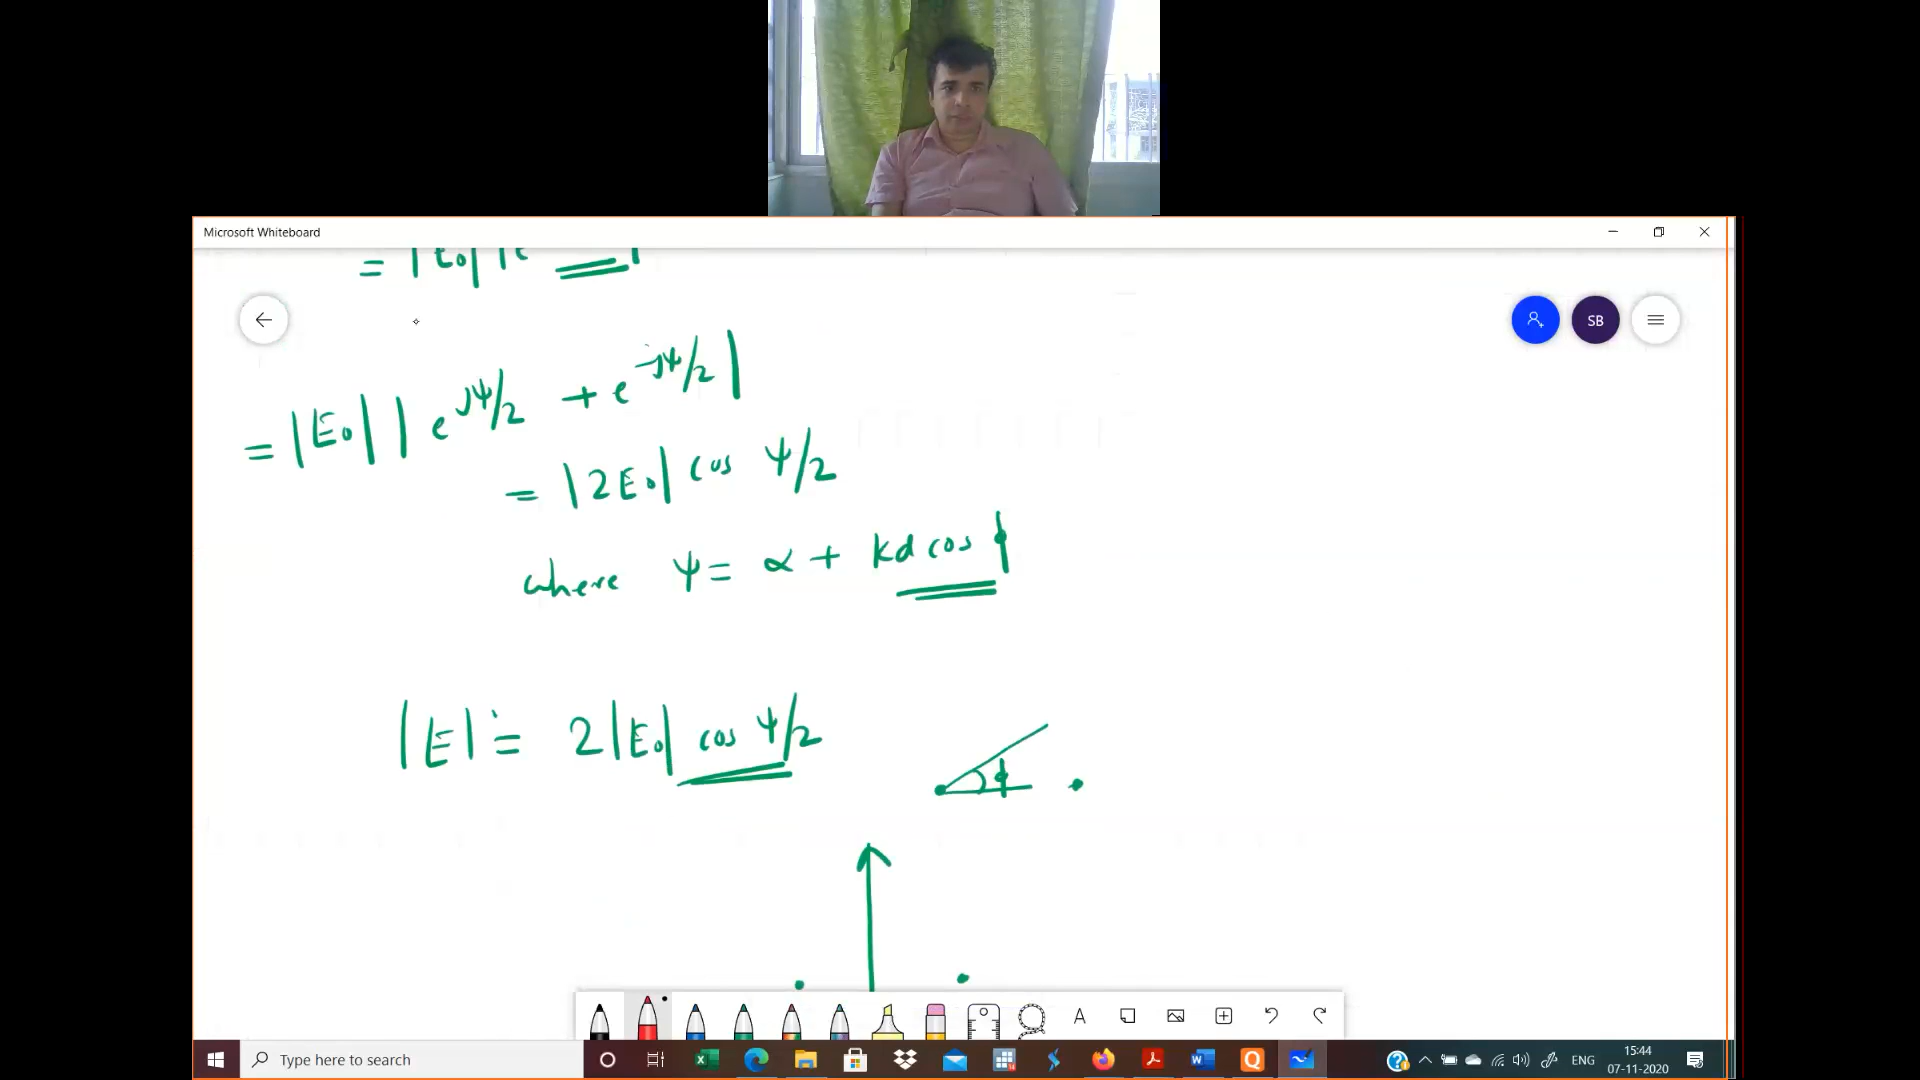 Microsoft Whiteboard
= |E₀| |e
SB
= |E₀| | e^{jψ/2} + e^{-jψ/2} |
= |2E₀| cos ψ/2
where ψ = α + kd cos ϕ
|E| = 2|E₀| cos ψ/2
ϕ
A
Type here to search
ENG
15:44
07-11-2020